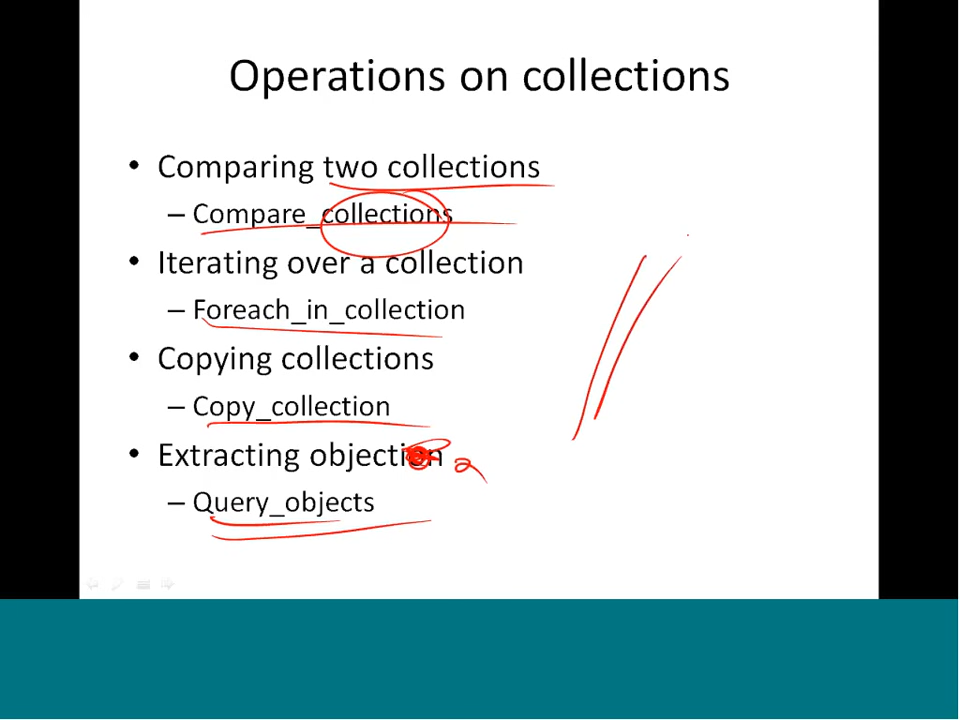 Operations on collections
• Comparing two collections
– Compare_collections
• Iterating over a collection
– Foreach_in_collection
• Copying collections
– Copy_collection
• Extracting objection
– Query_objects